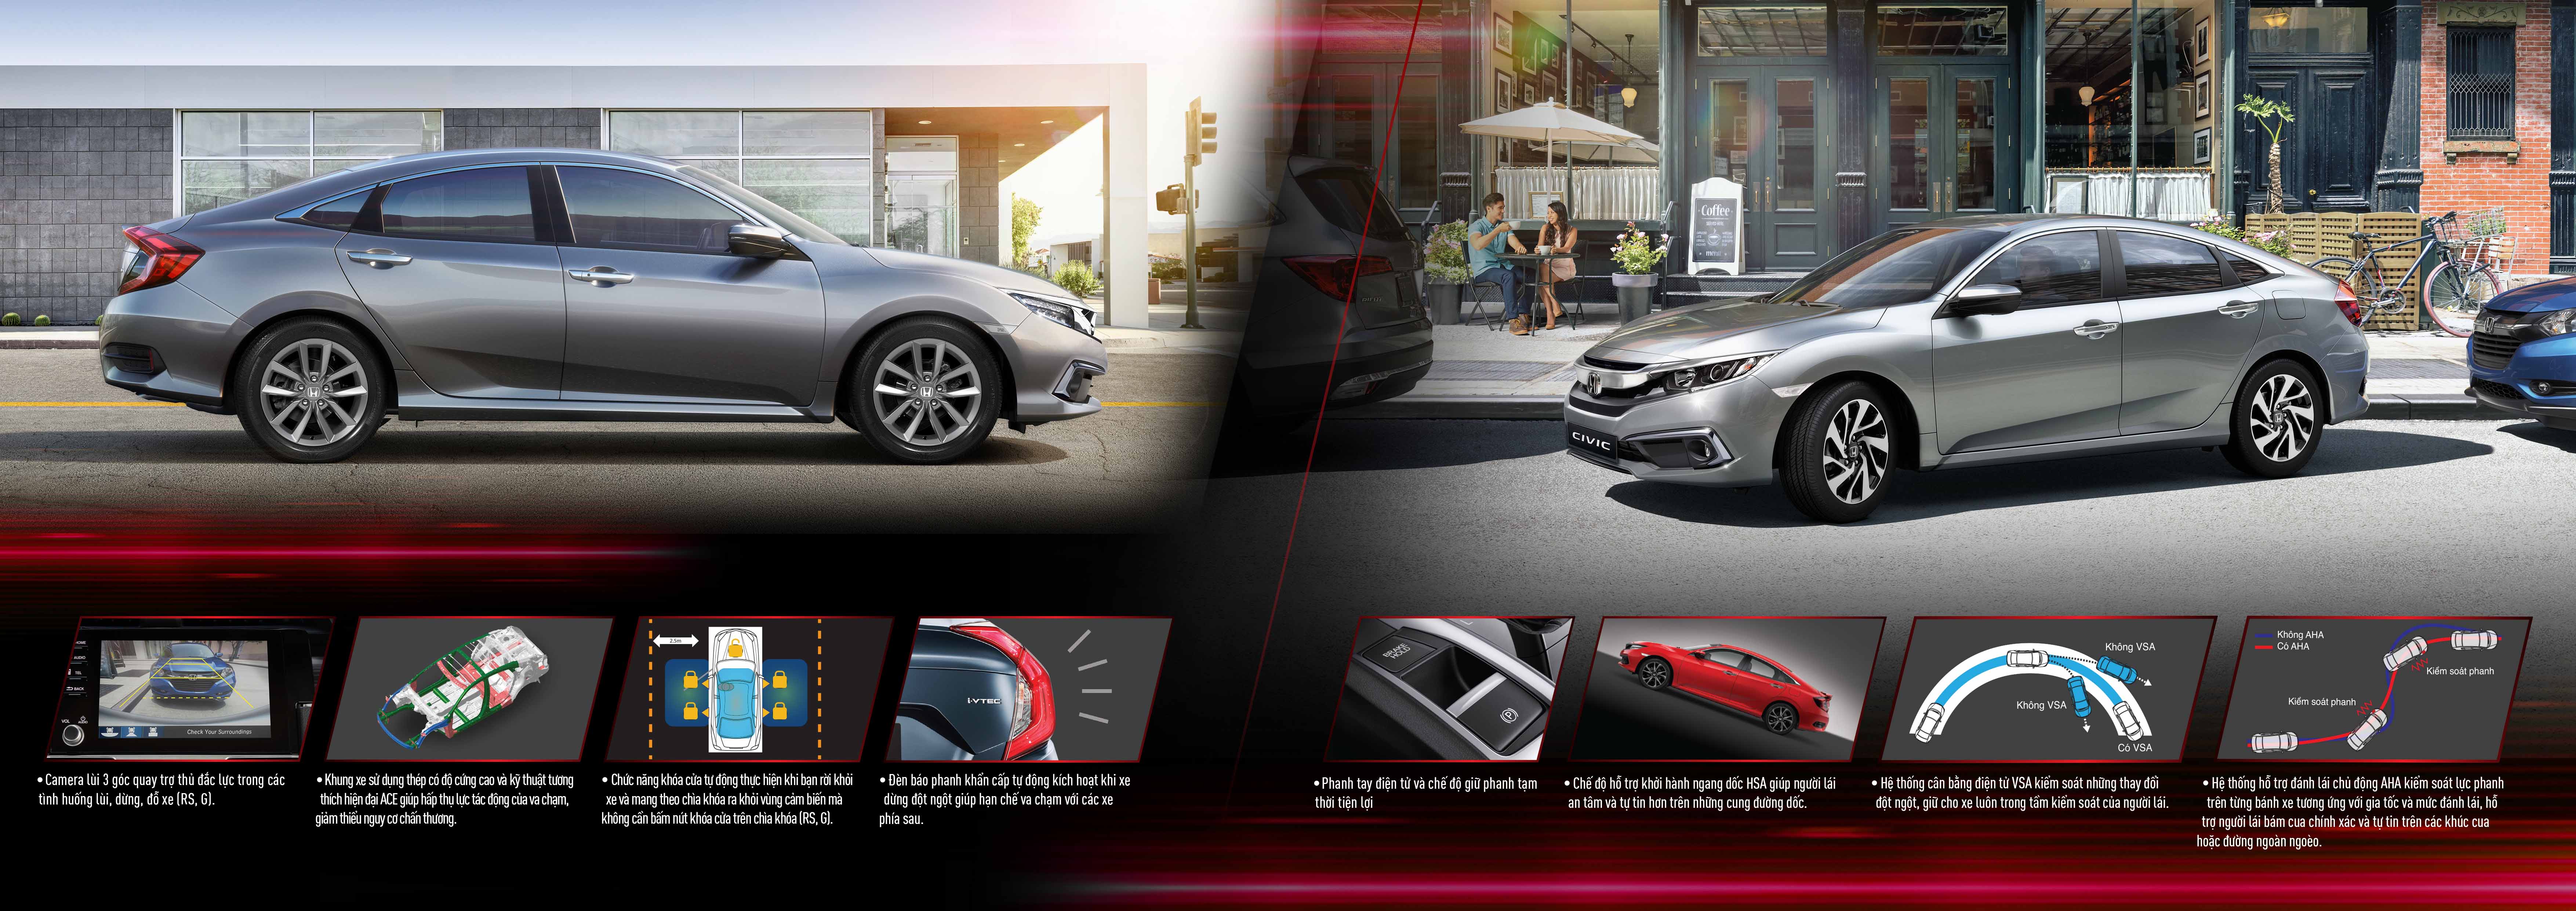 Coffee
CIVIC
HOME
AUDIO
BACK
VOL
AUDIO
Check Your Surroundings
• Camera lùi 3 góc quay trợ thủ đắc lực trong các
tình huống lùi, dừng, đỗ xe (RS, G).
• Khung xe sử dụng thép có độ cứng cao và kỹ thuật tương
thích hiện đại ACE giúp hấp thụ lực tác động của va chạm,
giảm thiểu nguy cơ chấn thương.
2,5m
• Chức năng khóa cửa tự động thực hiện khi bạn rời khỏi
xe và mang theo chìa khóa ra khỏi vùng cảm biến mà
không cần bấm nút khóa cửa trên chìa khóa (RS, G).
i-VTEC
• Đèn báo phanh khẩn cấp tự động kích hoạt khi xe
dừng đột ngột giúp hạn chế va chạm với các xe
phía sau.
BRAKE
HOLD
P
• Phanh tay điện tử và chế độ giữ phanh tạm
thời tiện lợi
• Chế độ hỗ trợ khởi hành ngang dốc HSA giúp người lái
an tâm và tự tin hơn trên những cung đường dốc.
Không VSA
Không VSA
Có VSA
• Hệ thống cân bằng điện tử VSA kiểm soát những thay đổi
đột ngột, giữ cho xe luôn trong tầm kiểm soát của người lái.
Không AHA
Có AHA
Kiểm soát phanh
Kiểm soát phanh
• Hệ thống hỗ trợ đánh lái chủ động AHA kiểm soát lực phanh
trên từng bánh xe tương ứng với gia tốc và mức đánh lái, hỗ
trợ người lái bám cua chính xác và tự tin trên các khúc cua
hoặc đường ngoàn ngoèo.